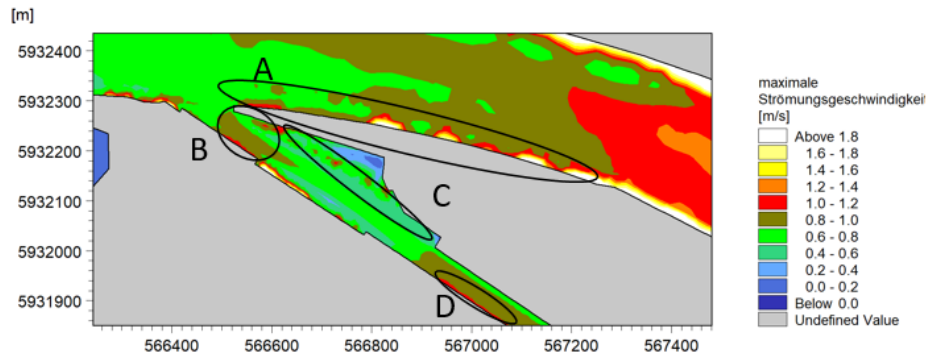 [m]
5932400
5932300
5932200
5932100
5932000
5931900
566400 566600 566800 567000 567200 567400
A
B
C
D
maximale
Strömungsgeschwindigkei
[m/s]
Above 1.8
1.6 - 1.8
1.4 - 1.6
1.2 - 1.4
1.0 - 1.2
0.8 - 1.0
0.6 - 0.8
0.4 - 0.6
0.2 - 0.4
0.0 - 0.2
Below 0.0
Undefined Value